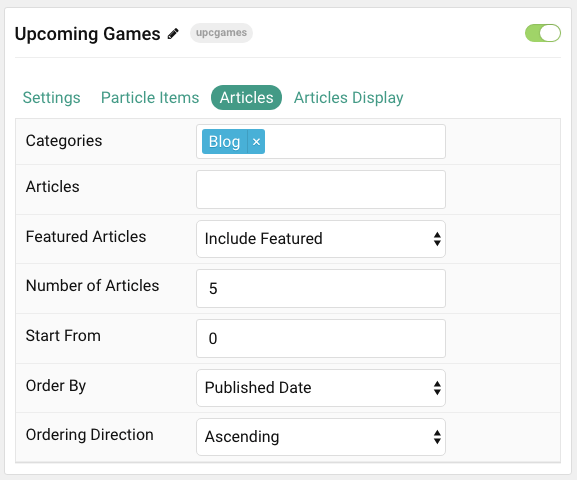 Upcoming Games upcgames
Settings Particle Items Articles Articles Display
Categories Blog ×
Articles
Featured Articles Include Featured
Number of Articles 5
Start From 0
Order By Published Date
Ordering Direction Ascending